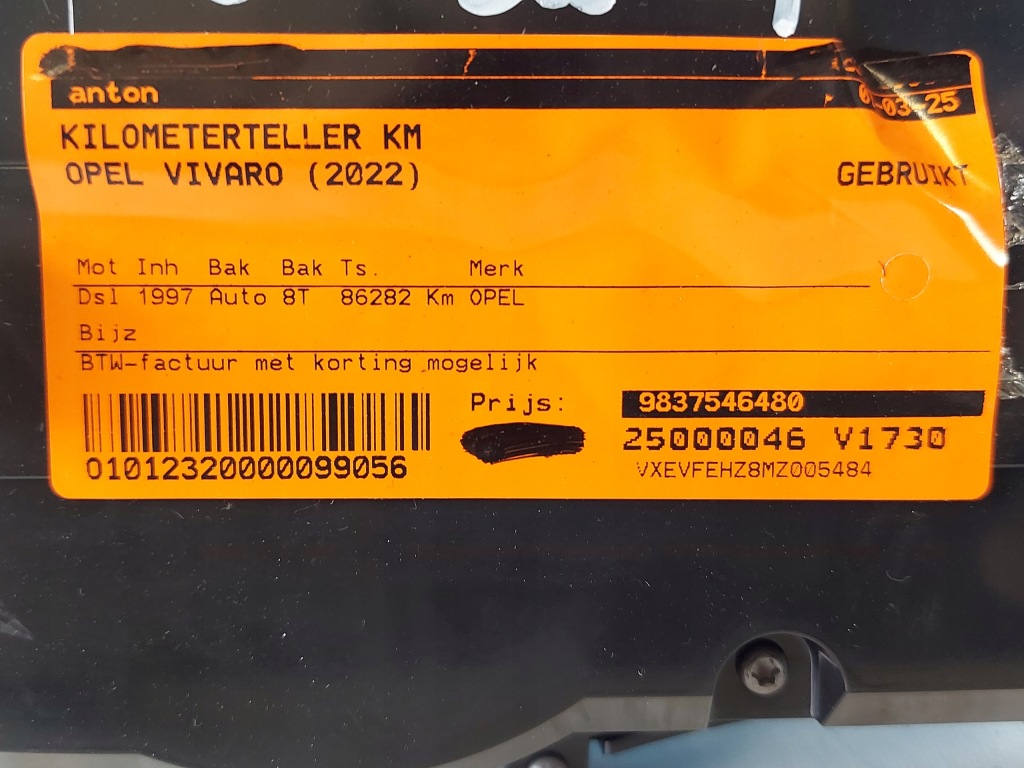 anton
KILOMETERTELLER KM
OPEL VIVARO (2022)
GEBRUIKT
Mot Inh Bak Bak Ts. Merk
Dsl 1997 Auto 8T 86282 Km OPEL
Bijz
BTW-factuur met korting mogelijk
Prijs:
9837546480
25000046 V1730
VXEVFEHZ8MZ005484
01012320000099056